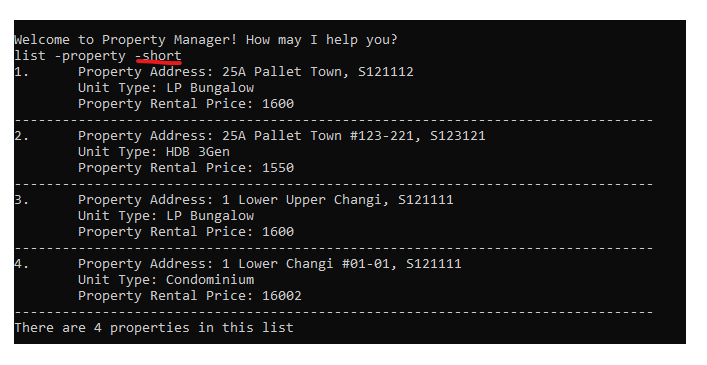 Welcome to Property Manager! How may I help you?
list -property -short
1.      Property Address: 25A Pallet Town, S121112
        Unit Type: LP Bungalow
        Property Rental Price: 1600
--------------------------------------------------------------------------------
2.      Property Address: 25A Pallet Town #123-221, S123121
        Unit Type: HDB 3Gen
        Property Rental Price: 1550
--------------------------------------------------------------------------------
3.      Property Address: 1 Lower Upper Changi, S121111
        Unit Type: LP Bungalow
        Property Rental Price: 1600
--------------------------------------------------------------------------------
4.      Property Address: 1 Lower Changi #01-01, S121111
        Unit Type: Condominium
        Property Rental Price: 16002
--------------------------------------------------------------------------------
There are 4 properties in this list